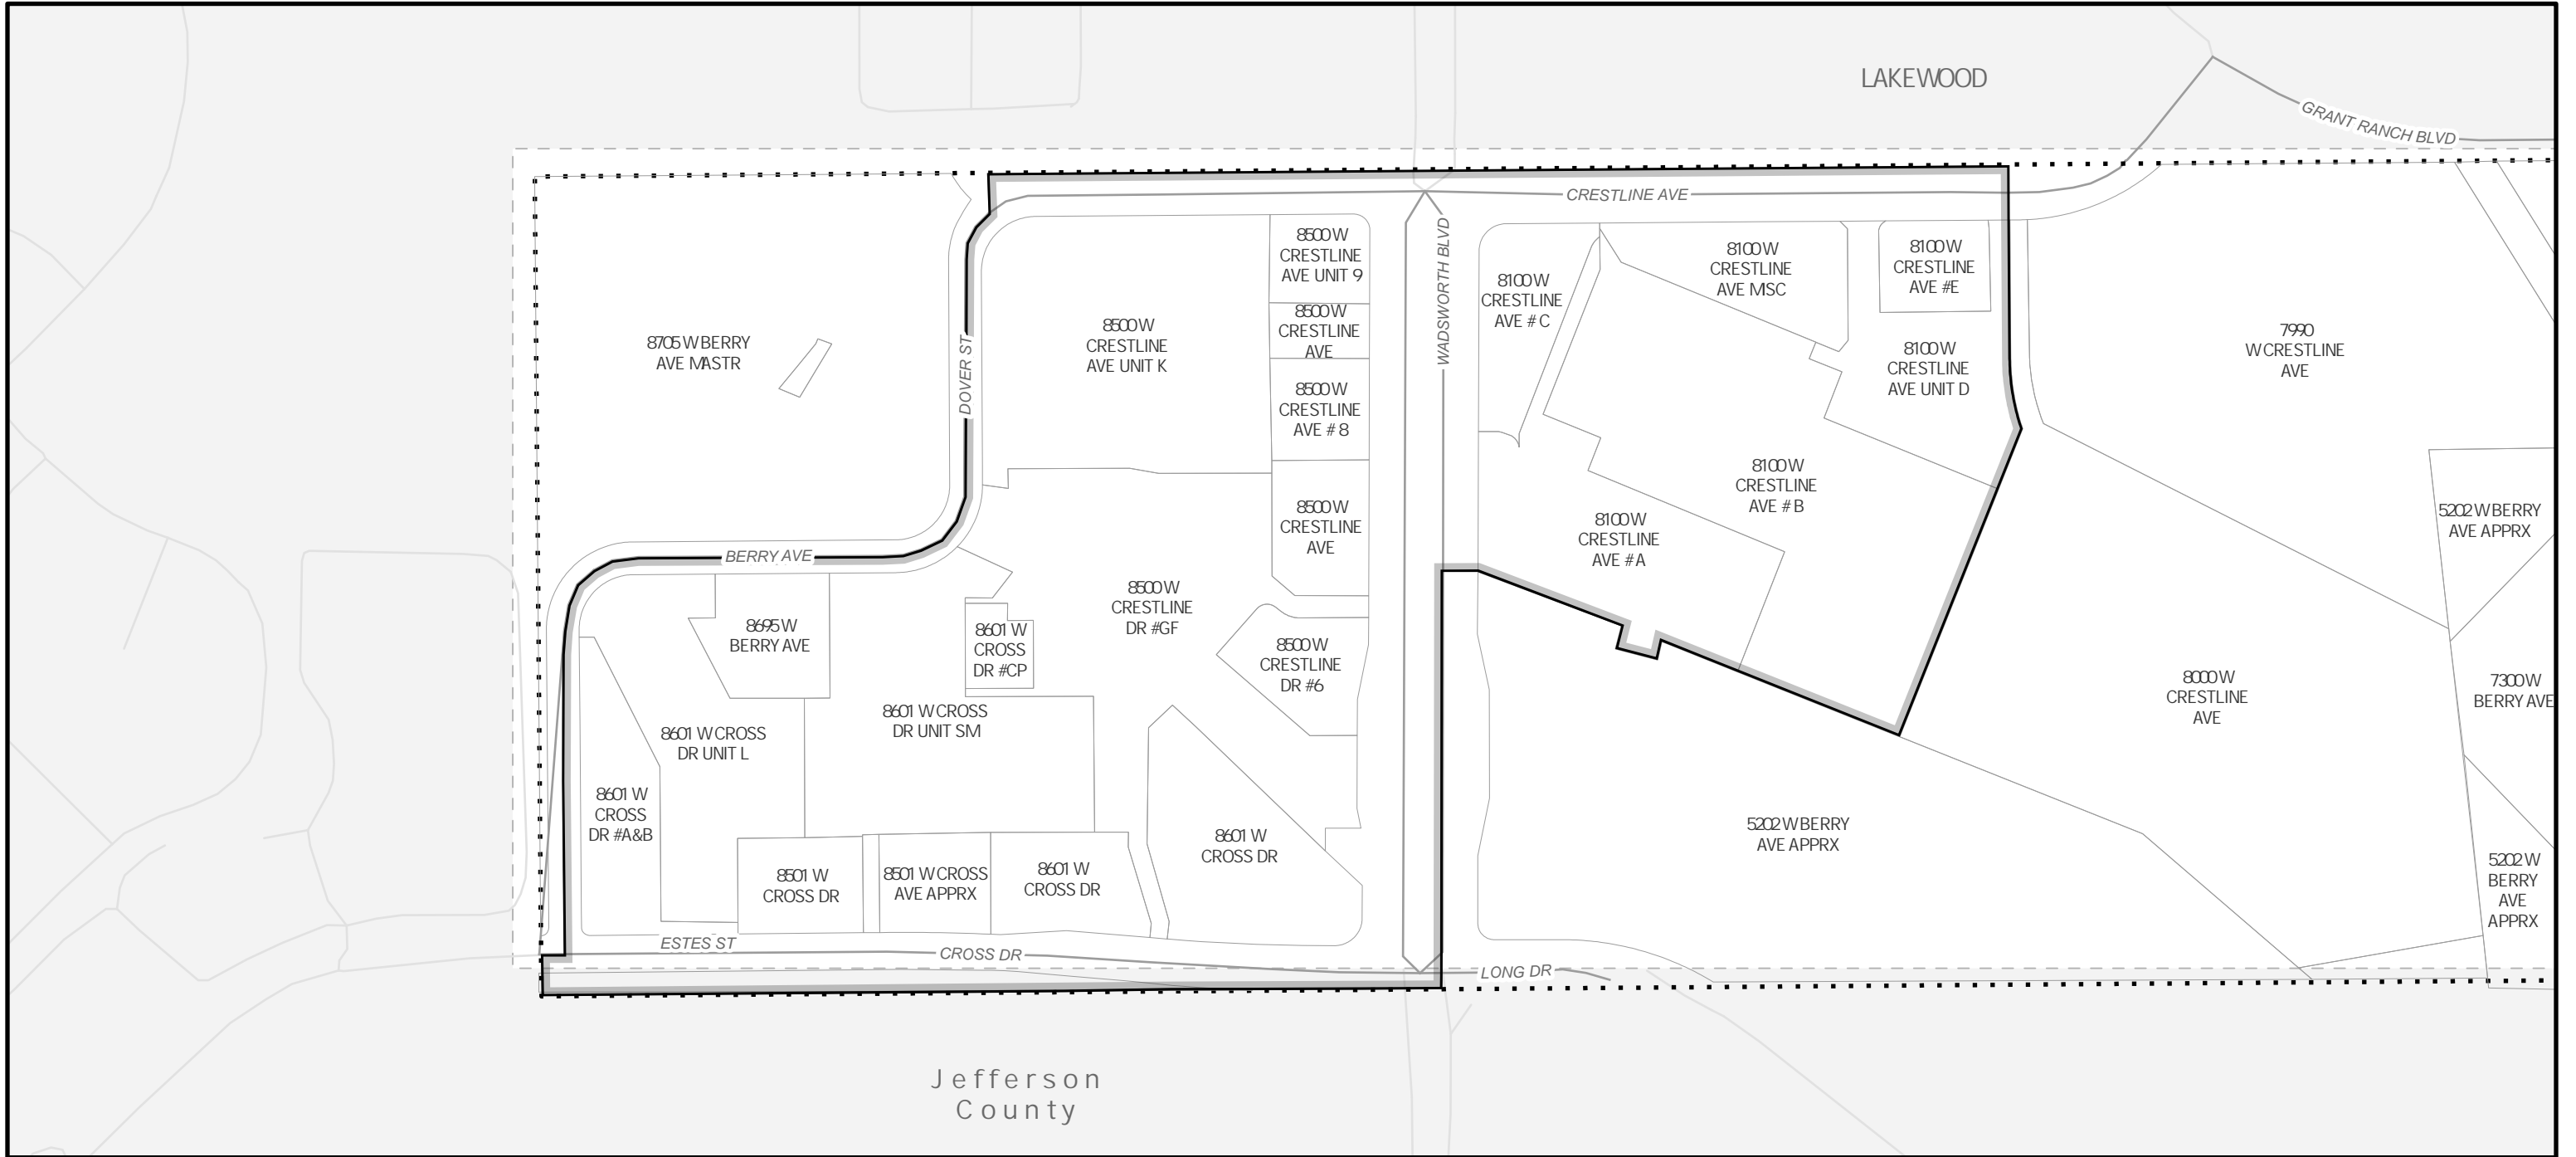 LAKEWOOD
GRANT RANCH BLVD
CRESTLINE AVE
WADSWORTH BLVD
DOVER ST
BERRY AVE
8705 W BERRY
AVE MASTR
8500 W
CRESTLINE
AVE UNIT K
8500 W
CRESTLINE
AVE UNIT 9
8500 W
CRESTLINE
AVE
8500 W
CRESTLINE
AVE # 8
8500 W
CRESTLINE
AVE
8100 W
CRESTLINE
AVE # C
8100 W
CRESTLINE
AVE MISC
8100 W
CRESTLINE
AVE #E
8100 W
CRESTLINE
AVE UNIT D
7990
W CRESTLINE
AVE
8100 W
CRESTLINE
AVE # B
8100 W
CRESTLINE
AVE #A
5202 W BERRY
AVE APPRX
8695 W
BERRY AVE
8601 W
CROSS
DR #CP
8500 W
CRESTLINE
DR #GF
8500 W
CRESTLINE
DR #6
8000 W
CRESTLINE
AVE
7300 W
BERRY AVE
8601 W CROSS
DR UNIT L
8601 W CROSS
DR UNIT SM
8601 W
CROSS
DR #A&B
8501 W
CROSS DR
8501 W CROSS
AVE APPRX
8601 W
CROSS DR
8601 W
CROSS DR
5202 W BERRY
AVE APPRX
5202 W
BERRY
AVE
APPRX
ESTES ST
CROSS DR
LONG DR
Jefferson
County